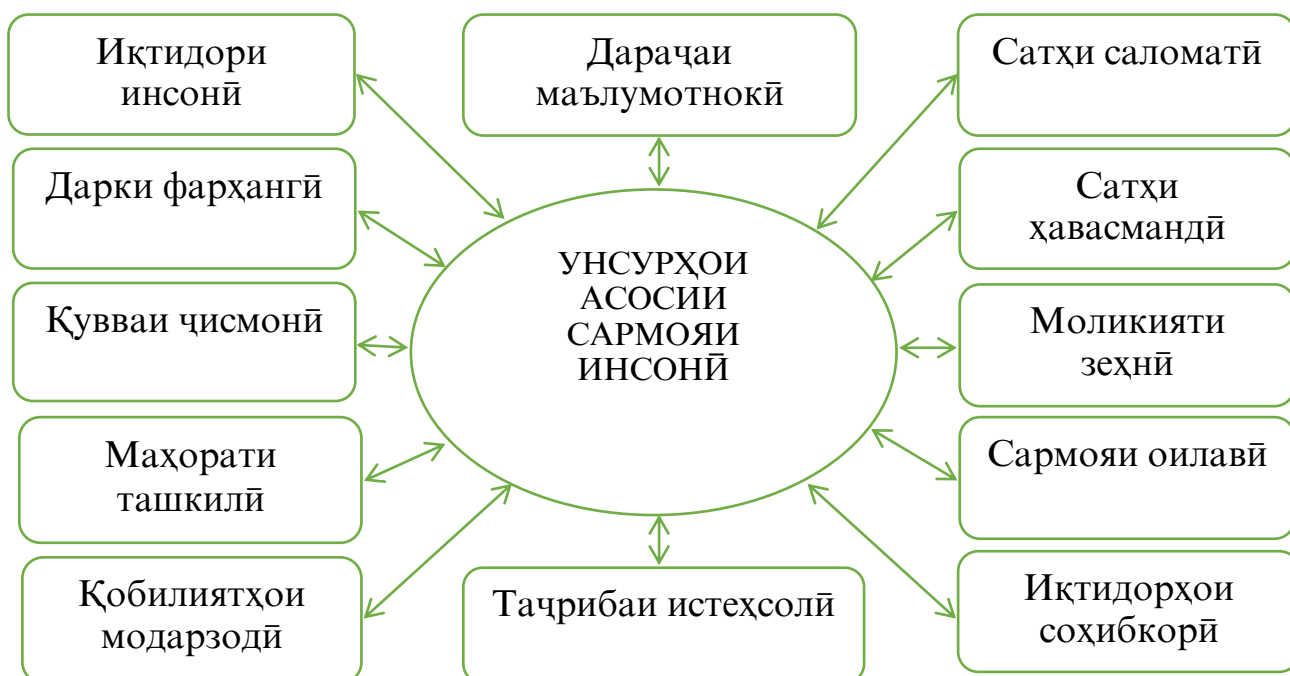 Иқтидори
инсонӣ
Дараҷаи
маълумотнокӣ
Сатҳи саломатӣ
Дарки фарҳангӣ
Сатҳи
ҳавасмандӣ
УНСУРҲОИ
АСОСИИ
САРМОЯИ
ИНСОНӢ
Қувваи ҷисмонӣ
Моликияти
зеҳнӣ
Маҳорати
ташкилӣ
Сармояи оилавӣ
Қобилиятҳои
модарзодӣ
Таҷрибаи истеҳсолӣ
Иқтидорҳои
соҳибкорӣ